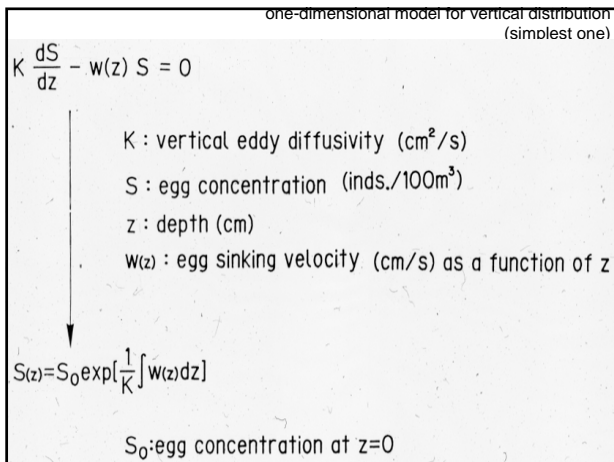 one-dimensional model for vertical distribution
(simplest one)
K dS/dz − w(z) S = 0
K : vertical eddy diffusivity (cm²/s)
S : egg concentration (inds./100m³)
z : depth (cm)
W(z) : egg sinking velocity (cm/s) as a function of z
S(z)=S₀exp[1/K∫W(z)dz]
S₀:egg concentration at z=0